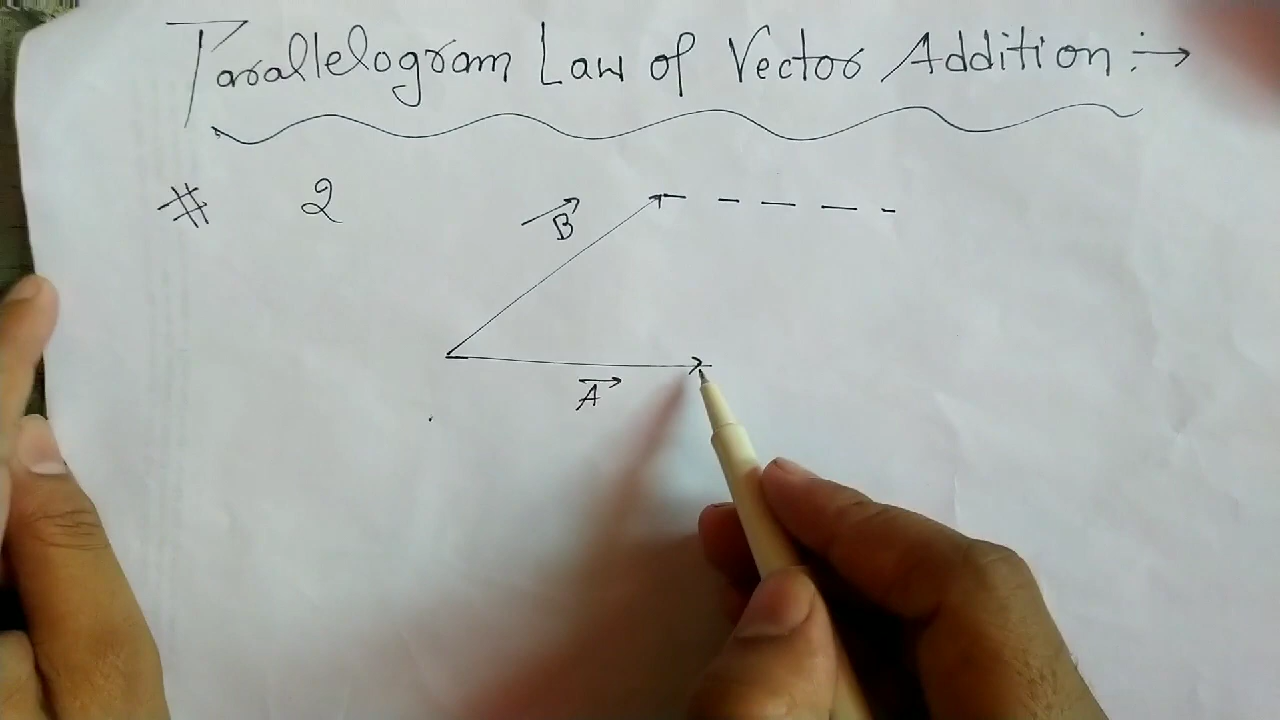 Parallelogram Law of Vector Addition :→
# 2
B→
A→